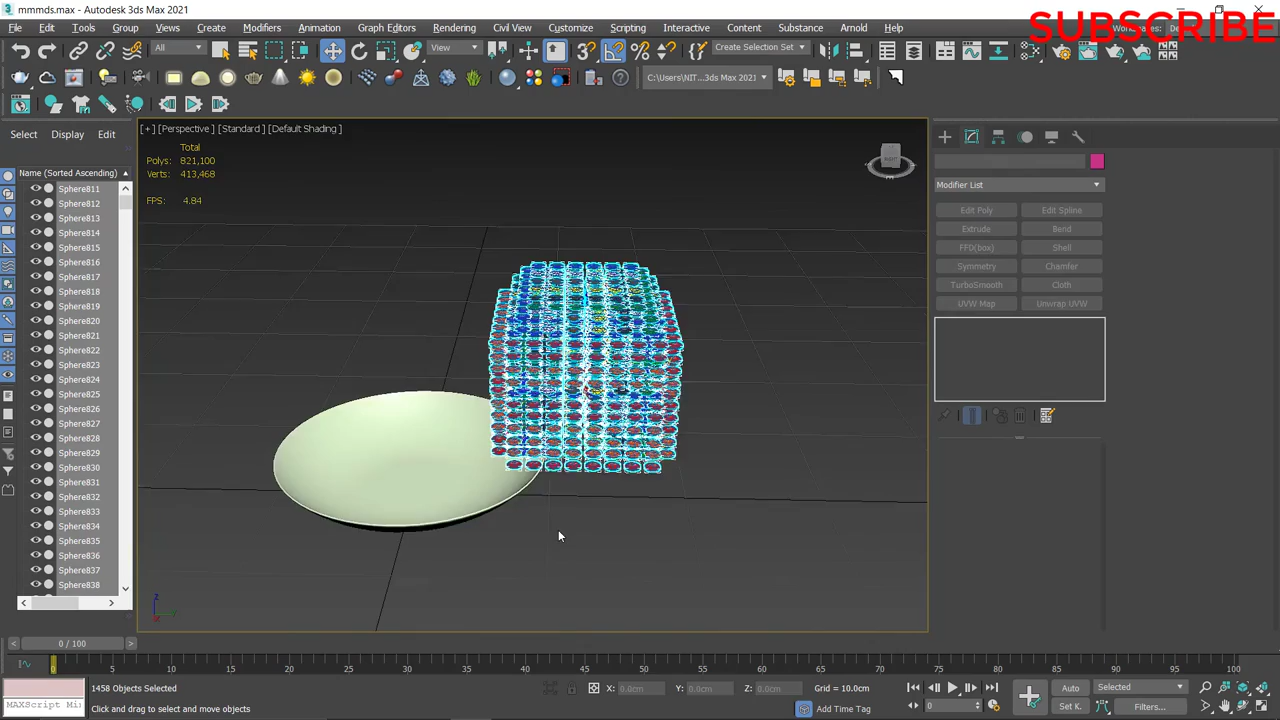 mmmds.max - Autodesk 3ds Max 2021
File Edit Tools Group Views Create Modifiers Animation Graph Editors Rendering Civil View Customize Scripting Interactive Content Substance Arnold Help
SUBSCRIBE
All View Create Selection Set
C:\Users\NIT...3ds Max 2021
Select Display Edit
[+] [Perspective ] [Standard ] [Default Shading ]
Total
Polys: 821,100
Verts: 413,468
FPS: 4.84
Name (Sorted Ascending)
Sphere811
Sphere812
Sphere813
Sphere814
Sphere815
Sphere816
Sphere817
Sphere818
Sphere819
Sphere820
Sphere821
Sphere822
Sphere823
Sphere824
Sphere825
Sphere826
Sphere827
Sphere828
Sphere829
Sphere830
Sphere831
Sphere832
Sphere833
Sphere834
Sphere835
Sphere836
Sphere837
Sphere838
Modifier List
Edit Poly Edit Spline
Extrude Bend
FFD(box) Shell
Symmetry Chamfer
TurboSmooth Cloth
UVW Map Unwrap UVW
0 / 100
0 5 10 15 20 25 30 35 40 45 50 55 60 65 70 75 80 85 90 95 100
1458 Objects Selected
X: 0.0cm Y: 0.0cm Z: 0.0cm Grid = 10.0cm
Auto Selected
MAXScript Mi
Click and drag to select and move objects
Add Time Tag
0
Set K. Filters...